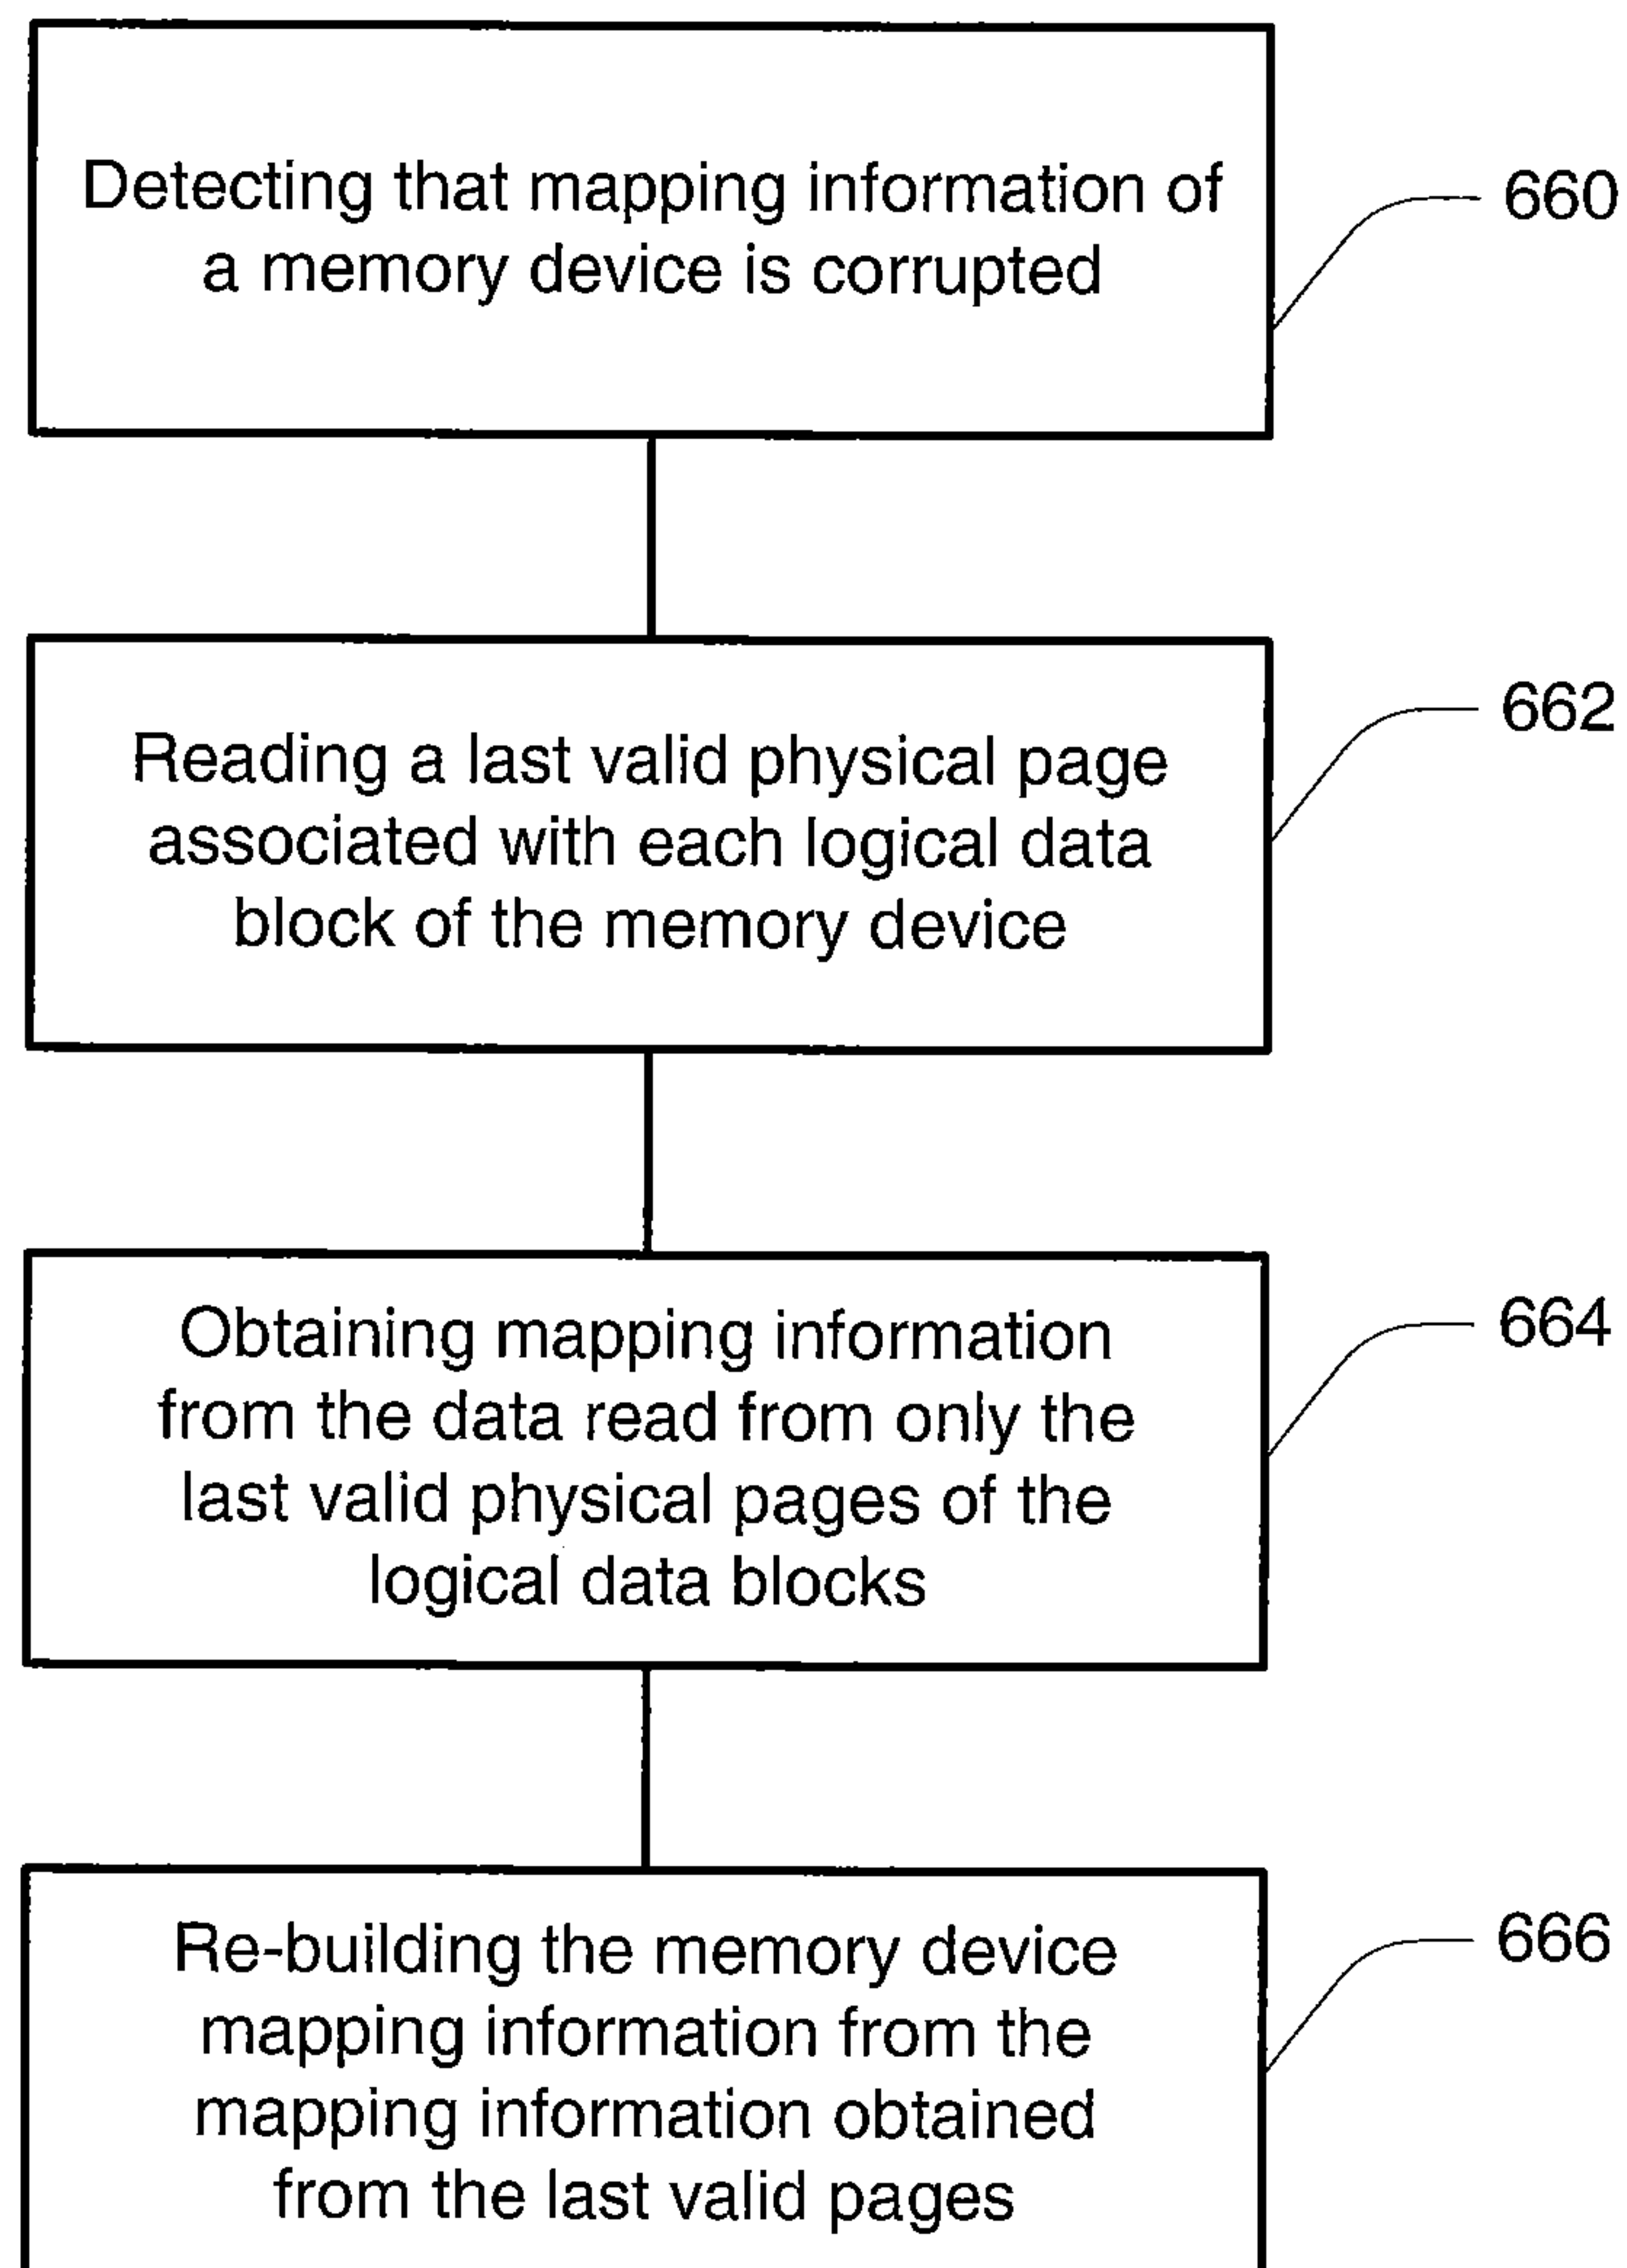 Detecting that mapping information of
a memory device is corrupted
660
Reading a last valid physical page
associated with each logical data
block of the memory device
662
Obtaining mapping information
from the data read from only the
last valid physical pages of the
logical data blocks
664
Re-building the memory device
mapping information from the
mapping information obtained
from the last valid pages
666